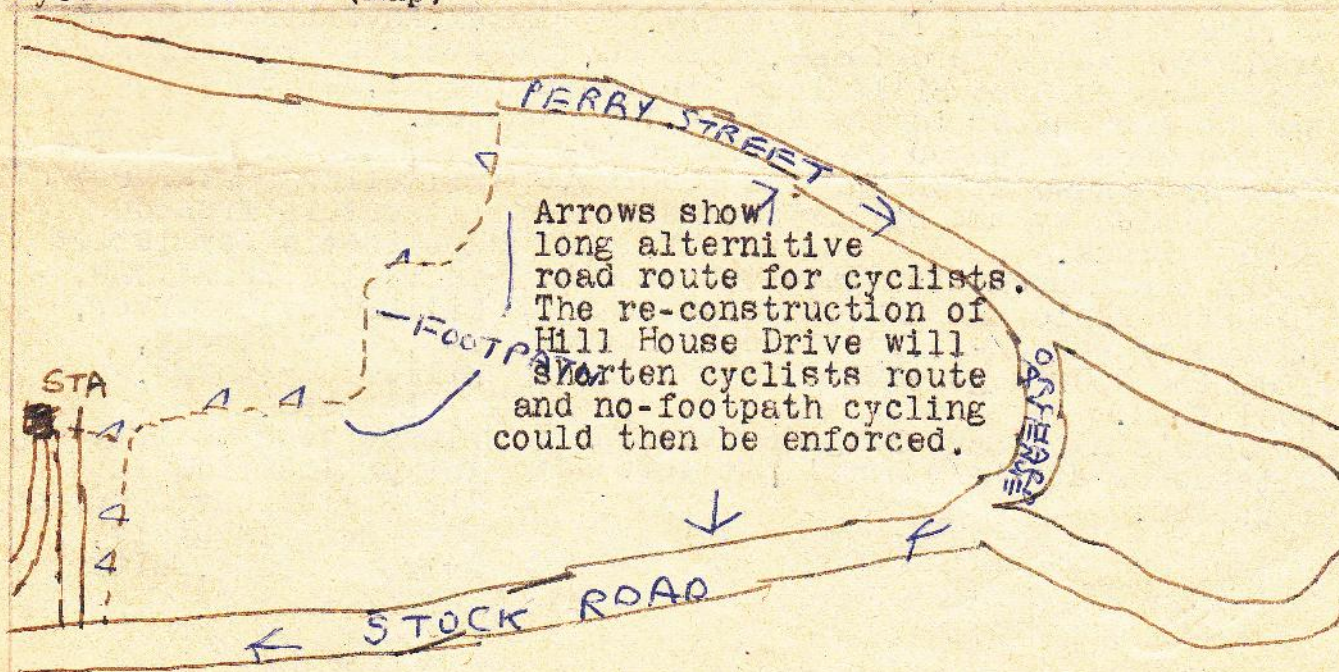 PERRY STREET
Arrows show
long alternitive
road route for cyclists.
The re-construction of
Hill House Drive will
shorten cyclists route
and no-footpath cycling
could then be enforced.
FOOTPATH
STA
STOCK ROAD